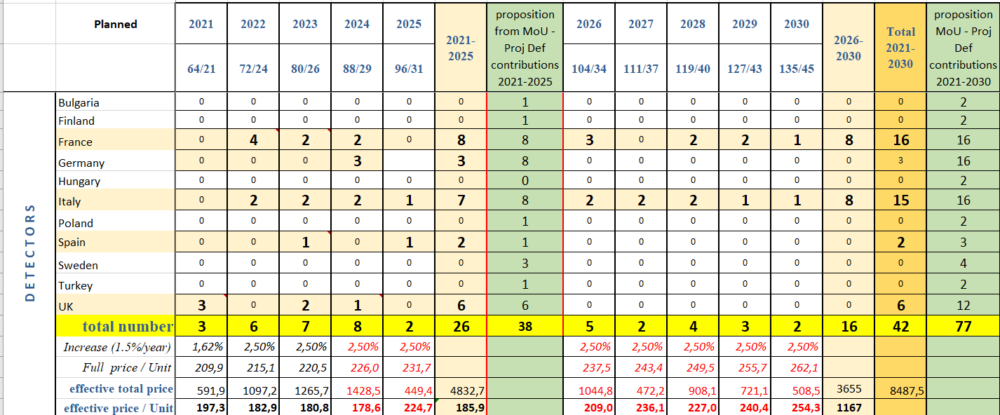 Planned 2021 2022 2023 2024 2025 2021-2025 proposition from MoU - Proj Def contributions 2021-2025 2026 2027 2028 2029 2030 2026-2030 Total 2021-2030 proposition MoU - Proj Def contributions 2021-2030
64/21 72/24 80/26 88/29 96/31 104/34 111/37 119/40 127/43 135/45
DETECTORS
Bulgaria 0 0 0 0 0 0 1 0 0 0 0 0 0 0 2
Finland 0 0 0 0 0 0 1 0 0 0 0 0 0 0 2
France 0 4 2 2 0 8 8 3 0 2 2 1 8 16 16
Germany 0 0 0 3 3 8 0 0 0 0 0 0 3 16
Hungary 0 0 0 0 0 0 0 0 0 0 0 0 0 0 2
Italy 0 2 2 2 1 7 8 2 2 2 1 1 8 15 16
Poland 0 0 0 0 0 0 1 0 0 0 0 0 0 0 2
Spain 0 0 1 0 1 2 1 0 0 0 0 0 0 2 3
Sweden 0 0 0 0 0 0 3 0 0 0 0 0 0 0 4
Turkey 0 0 0 0 0 0 1 0 0 0 0 0 0 0 2
UK 3 0 2 1 0 6 6 0 0 0 0 0 0 6 12
total number 3 6 7 8 2 26 38 5 2 4 3 2 16 42 77
Increase (1.5%/year) 1,62% 2,50% 2,50% 2,50% 2,50% 2,50% 2,50% 2,50% 2,50% 2,50%
Full price / Unit 209,9 215,1 220,5 226,0 231,7 237,5 243,4 249,5 255,7 262,1
effective total price 591,9 1097,2 1265,7 1428,5 449,4 4832,7 1044,8 472,2 908,1 721,1 508,5 3655 8487,5
effective price / Unit 197,3 182,9 180,8 178,6 224,7 185,9 209,0 236,1 227,0 240,4 254,3 1167